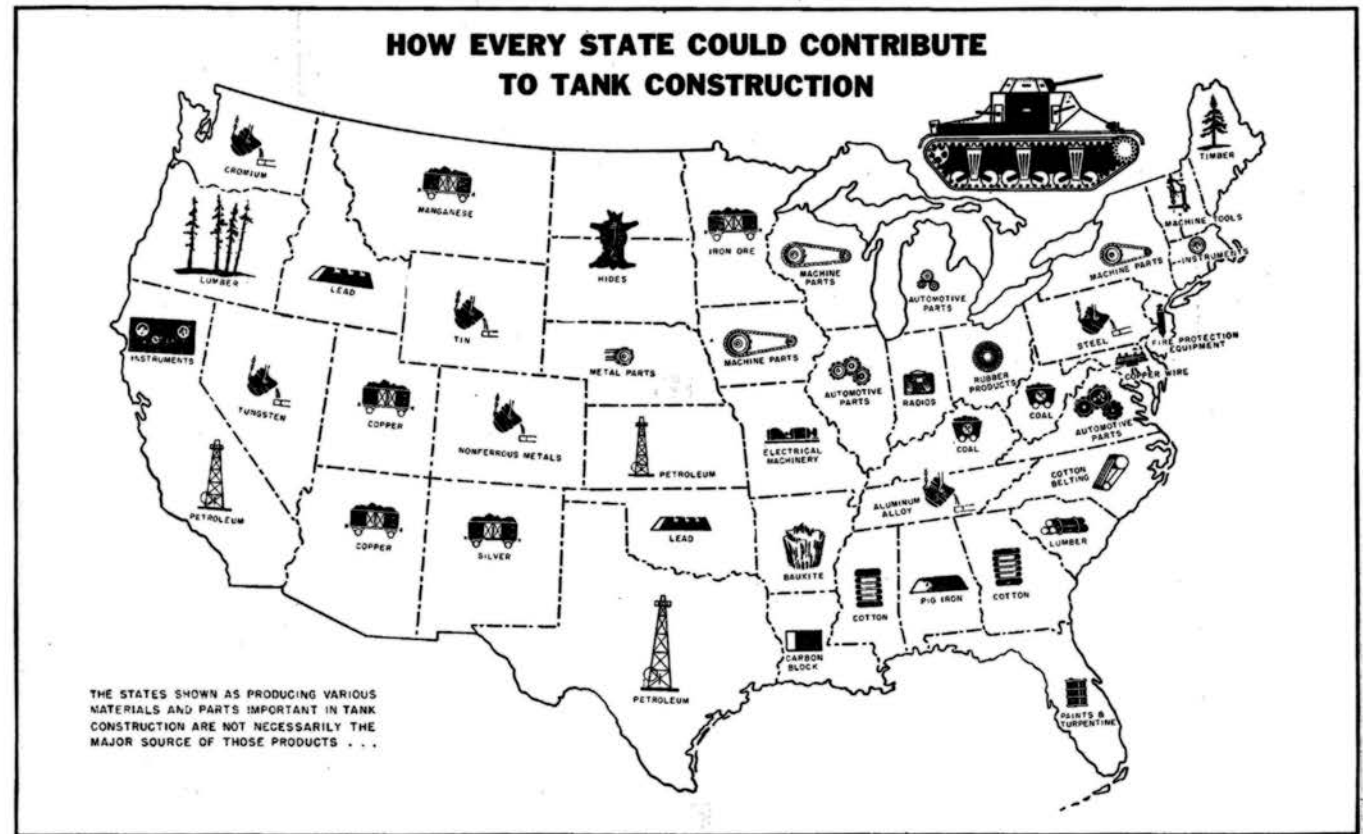 HOW EVERY STATE COULD CONTRIBUTE
TO TANK CONSTRUCTION
CROMIUM
MANGANESE
LUMBER
LEAD
HIDES
IRON ORE
MACHINE
PARTS
AUTOMOTIVE
PARTS
TIMBER
MACHINE TOOLS
MACHINE PARTS
INSTRUMENTS
INSTRUMENTS
TUNGSTEN
TIN
METAL PARTS
MACHINE PARTS
STEEL
FIRE PROTECTION
EQUIPMENT
COPPER WIRE
COPPER
NONFERROUS METALS
PETROLEUM
ELECTRICAL
MACHINERY
AUTOMOTIVE
PARTS
RADIOS
RUBBER
PRODUCTS
COAL
COAL
AUTOMOTIVE
PARTS
PETROLEUM
COPPER
SILVER
LEAD
BAUXITE
ALUMINUM
ALLOY
COTTON
BELTING
LUMBER
COTTON
PIG IRON
COTTON
CARBON
BLOCK
PETROLEUM
PAINTS &
TURPENTINE
THE STATES SHOWN AS PRODUCING VARIOUS
MATERIALS AND PARTS IMPORTANT IN TANK
CONSTRUCTION ARE NOT NECESSARILY THE
MAJOR SOURCE OF THOSE PRODUCTS . . .